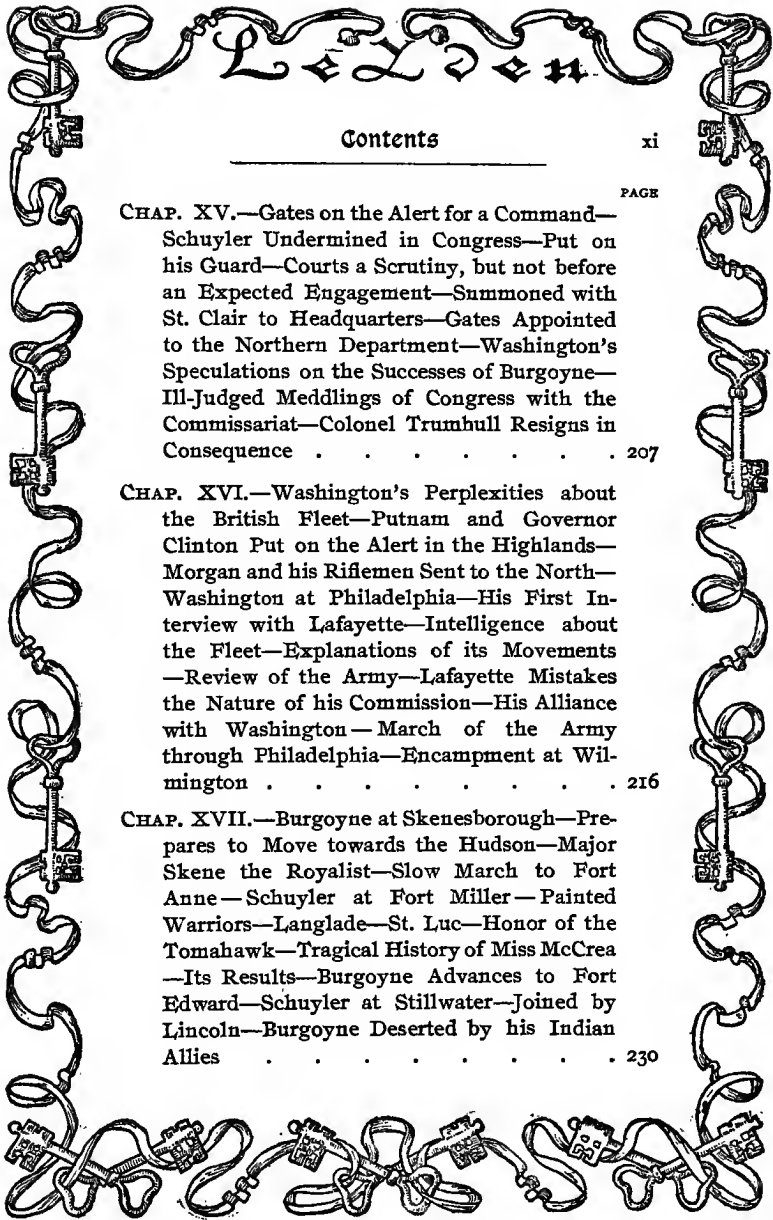 LeYden
Contents xi
PAGE
CHAP. XV.—Gates on the Alert for a Command—
Schuyler Undermined in Congress—Put on
his Guard—Courts a Scrutiny, but not before
an Expected Engagement—Summoned with
St. Clair to Headquarters—Gates Appointed
to the Northern Department—Washington's
Speculations on the Successes of Burgoyne—
Ill-Judged Meddlings of Congress with the
Commissariat—Colonel Trumbull Resigns in
Consequence . . . . . . . 207
CHAP. XVI.—Washington's Perplexities about
the British Fleet—Putnam and Governor
Clinton Put on the Alert in the Highlands—
Morgan and his Riflemen Sent to the North—
Washington at Philadelphia—His First In-
terview with Lafayette—Intelligence about
the Fleet—Explanations of its Movements
—Review of the Army—Lafayette Mistakes
the Nature of his Commission—His Alliance
with Washington—March of the Army
through Philadelphia—Encampment at Wil-
mington . . . . . . . . 216
CHAP. XVII.—Burgoyne at Skenesborough—Pre-
pares to Move towards the Hudson—Major
Skene the Royalist—Slow March to Fort
Anne—Schuyler at Fort Miller—Painted
Warriors—Langlade—St. Luc—Honor of the
Tomahawk—Tragical History of Miss McCrea
—Its Results—Burgoyne Advances to Fort
Edward—Schuyler at Stillwater—Joined by
Lincoln—Burgoyne Deserted by his Indian
Allies . . . . . . . . 230